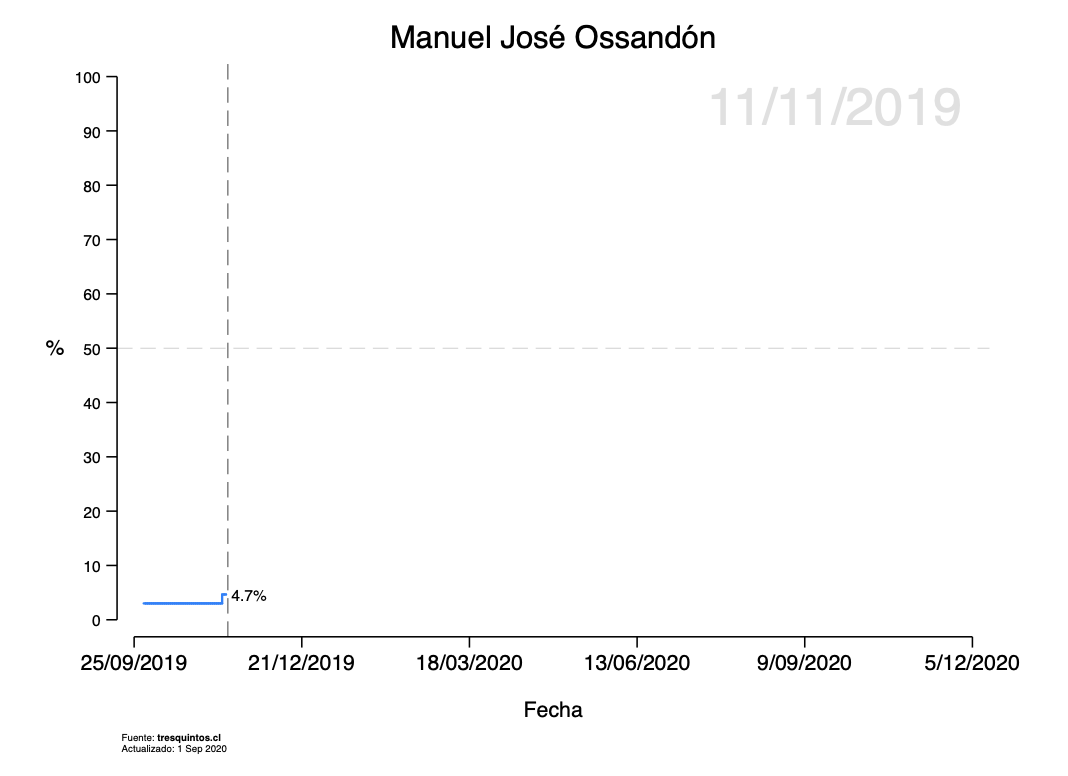 Manuel José Ossandón
11/11/2019
100
90
80
70
60
% 50
40
30
20
10
4.7%
0
25/09/2019 21/12/2019 18/03/2020 13/06/2020 9/09/2020 5/12/2020
Fecha
Fuente: tresquintos.cl
Actualizado: 1 Sep 2020